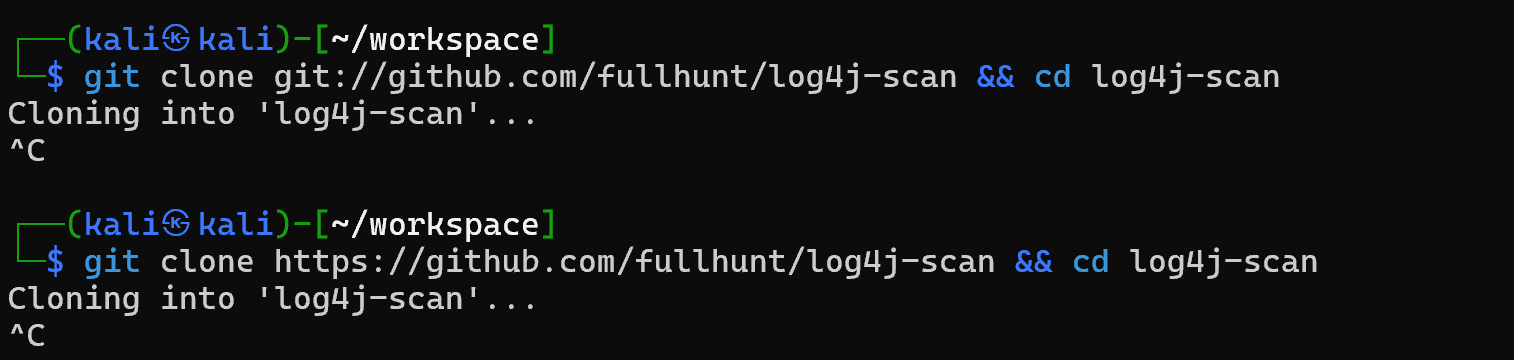 ┌──(kali㉿kali)-[~/workspace]
└─$ git clone git://github.com/fullhunt/log4j-scan && cd log4j-scan
Cloning into 'log4j-scan'...
^C
┌──(kali㉿kali)-[~/workspace]
└─$ git clone https://github.com/fullhunt/log4j-scan && cd log4j-scan
Cloning into 'log4j-scan'...
^C